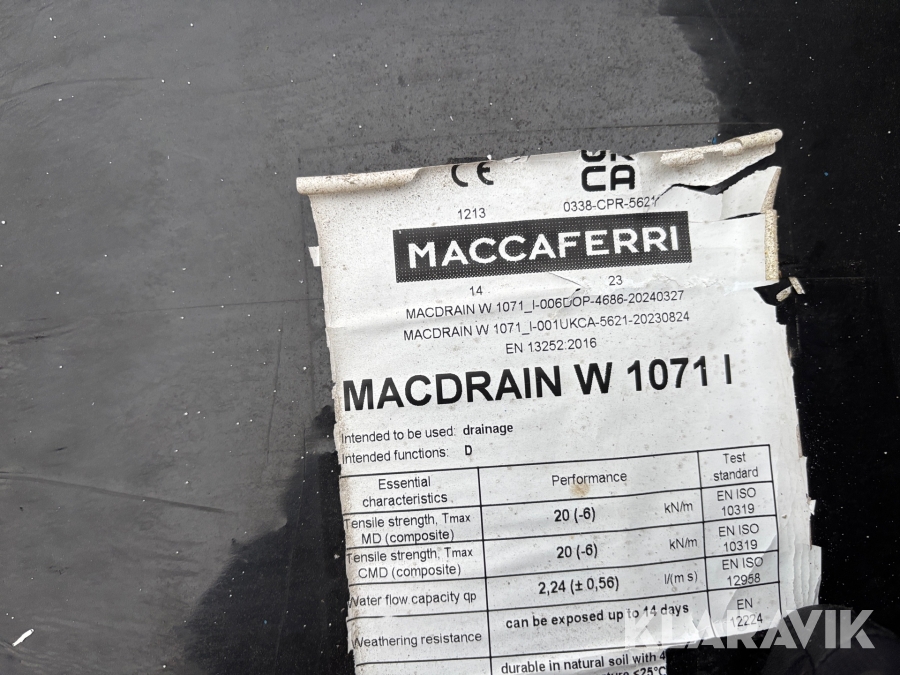 CE
UK
CA
1213
0338-CPR-5621
MACCAFERRI
14
23
MACDRAIN W 1071_I-006DOP-4686-20240327
MACDRAIN W 1071_I-001UKCA-5621-20230824
EN 13252:2016
MACDRAIN W 1071 I
Intended to be used: drainage
Intended functions: D
Essential
characteristics
Performance
Test
standard
Tensile strength, Tmax
MD (composite)
20 (-6)
kN/m
EN ISO
10319
Tensile strength, Tmax
CMD (composite)
20 (-6)
kN/m
EN ISO
10319
Water flow capacity qp
2,24 (± 0,56)
l/(m s)
EN ISO
12958
Weathering resistance
can be exposed up to 14 days
EN
12224
durable in natural soil with 4
≤25°C
KLARAVIK